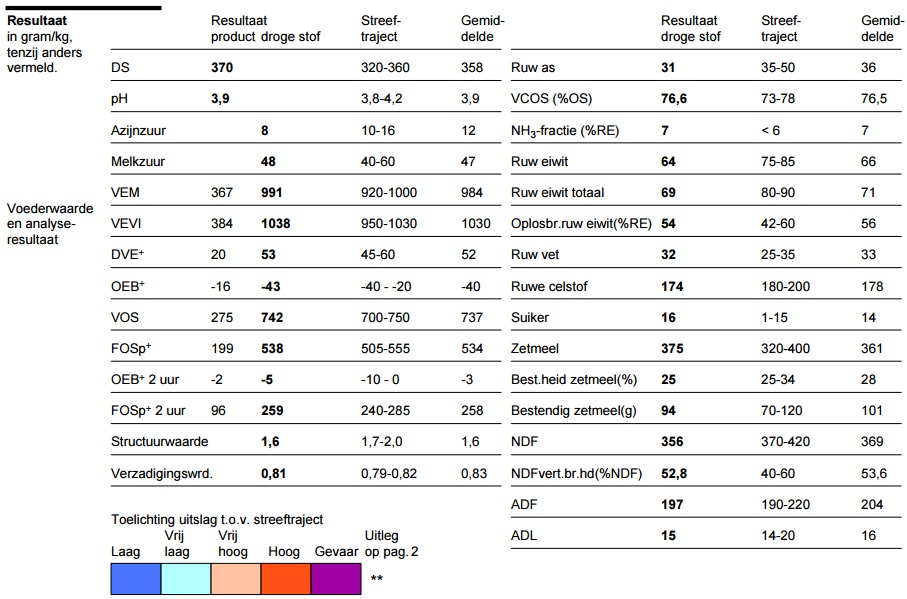 Resultaat
in gram/kg,
tenzij anders
vermeld.
Voederwaarde
en analyse-
resultaat
Resultaat Streef- Gemid-
product droge stof traject delde
DS 370 320-360 358
pH 3,9 3,8-4,2 3,9
Azijnzuur 8 10-16 12
Melkzuur 48 40-60 47
VEM 367 991 920-1000 984
VEVI 384 1038 950-1030 1030
DVE⁺ 20 53 45-60 52
OEB⁺ -16 -43 -40 - -20 -40
VOS 275 742 700-750 737
FOSp⁺ 199 538 505-555 534
OEB⁺ 2 uur -2 -5 -10 - 0 -3
FOSp⁺ 2 uur 96 259 240-285 258
Structuurwaarde 1,6 1,7-2,0 1,6
Verzadigingswrd. 0,81 0,79-0,82 0,83
Resultaat Streef- Gemid-
droge stof traject delde
Ruw as 31 35-50 36
VCOS (%OS) 76,6 73-78 76,5
NH₃-fractie (%RE) 7 < 6 7
Ruw eiwit 64 75-85 66
Ruw eiwit totaal 69 80-90 71
Oplosbr.ruw eiwit(%RE) 54 42-60 56
Ruw vet 32 25-35 33
Ruwe celstof 174 180-200 178
Suiker 16 1-15 14
Zetmeel 375 320-400 361
Best.heid zetmeel(%) 25 25-34 28
Bestendig zetmeel(g) 94 70-120 101
NDF 356 370-420 369
NDFvert.br.hd(%NDF) 52,8 40-60 53,6
ADF 197 190-220 204
ADL 15 14-20 16
Toelichting uitslag t.o.v. streeftraject
Vrij Vrij Uitleg
Laag laag hoog Hoog Gevaar op pag. 2
**